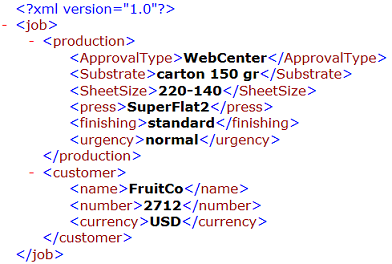 <?xml version="1.0"?>
- <job>
- <production>
<ApprovalType>WebCenter</ApprovalType>
<Substrate>carton 150 gr</Substrate>
<SheetSize>220-140</SheetSize>
<press>SuperFlat2</press>
<finishing>standard</finishing>
<urgency>normal</urgency>
</production>
- <customer>
<name>FruitCo</name>
<number>2712</number>
<currency>USD</currency>
</customer>
</job>